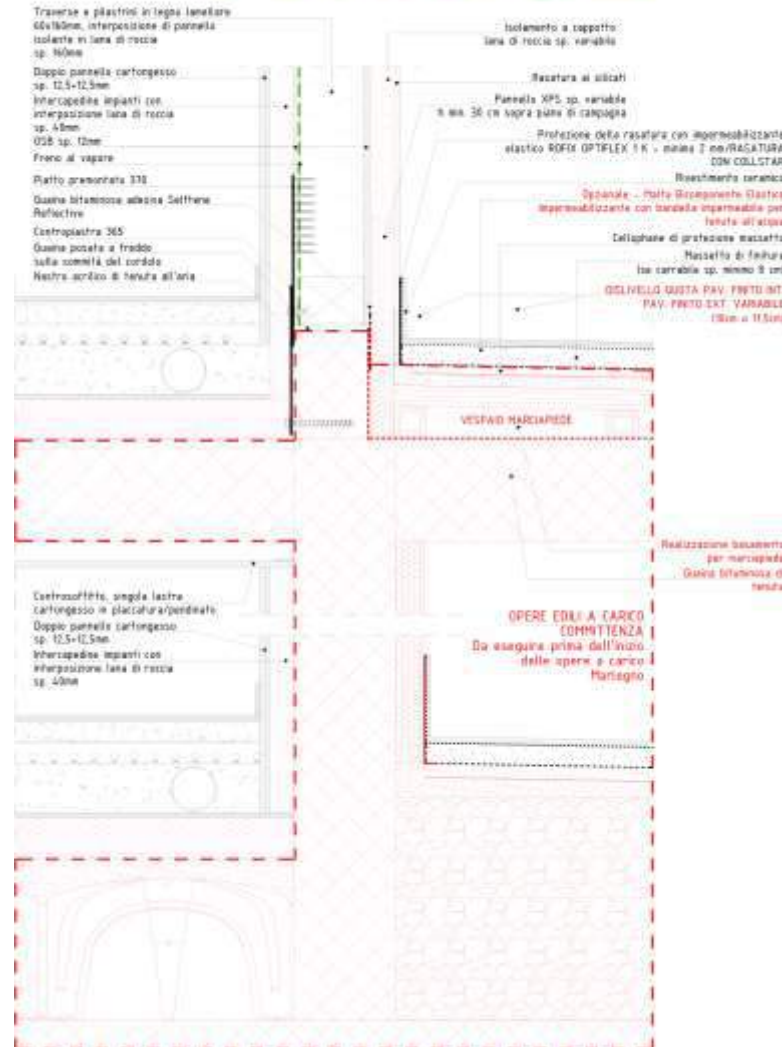 Traverse e pilastrini in legno lamellare
60x160mm, interposizione di pannello
isolante in lana di roccia
sp. 160mm
Doppio pannello cartongesso
sp. 12,5+12,5mm
Intercapedine impianti con
interposizione lana di roccia
sp. 40mm
OSB sp. 12mm
Freno al vapore
Piatto premontato 370
Guaina bituminosa adesiva Selthene
Reflective
Contropiastra 365
Guaina posata a freddo
sulla sommità del cordolo
Nastro acrilico di tenuta all'aria
Isolamento a cappotto
lana di roccia sp. variabile
Rasatura ai silicati
Pannello XPS sp. variabile
h min. 30 cm sopra piano di campagna
Protezione della rasatura con impermeabilizzante
elastico ROFIX OPTIFLEX 1K - minimo 2 mm/RASATURA
CON COLLSTAR
Rivestimento ceramico
Opzionale - Malta Bicomponente Elastica
impermeabilizzante con bandella impermeabile per
tenuta all'acqua
Cellophane di protezione massetto
Massetto di finitura
(se carrabile sp. minimo 8 cm)
DISLIVELLO QUOTA PAV. FINITO INT.
PAV. FINITO EXT. VARIABILE
VESPAIO MARCIAPIEDE
Realizzazione basamento
per marciapiede
Guaina bituminosa di
tenuta
Controsoffitto, singola lastra
cartongesso in placcatura/pendinato
Doppio pannello cartongesso
sp. 12,5+12,5mm
Intercapedine impianti con
interposizione lana di roccia
sp. 40mm
OPERE EDILI A CARICO
COMMITTENZA
Da eseguire prima dell'inizio
delle opere a carico
Marlegno